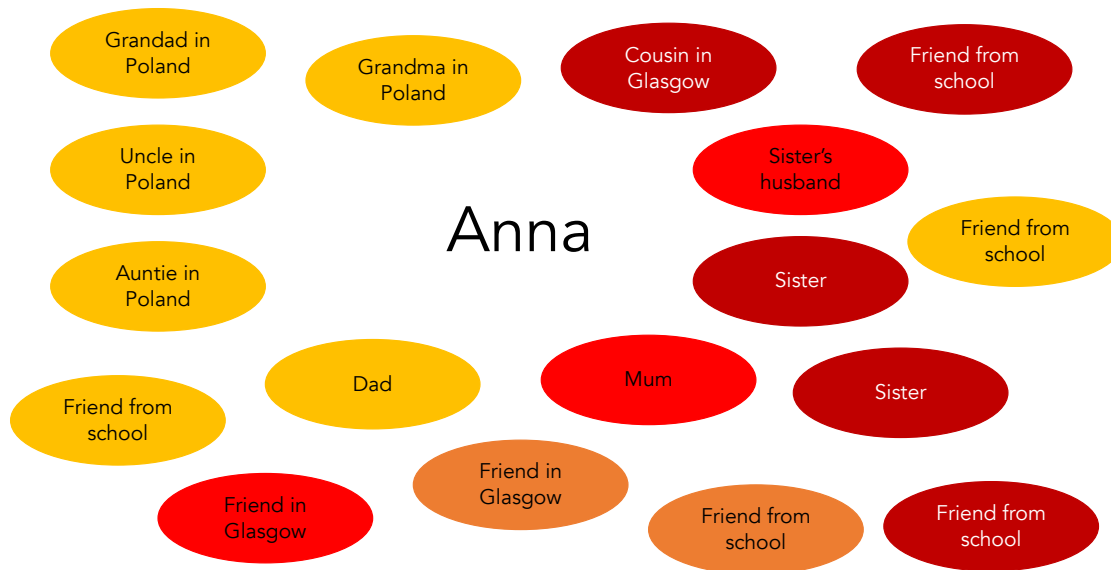 Grandad in
Poland
Grandma in
Poland
Cousin in
Glasgow
Friend from
school
Uncle in
Poland
Sister’s
husband
Anna
Friend from
school
Auntie in
Poland
Sister
Dad
Mum
Sister
Friend from
school
Friend in
Glasgow
Friend in
Glasgow
Friend from
school
Friend from
school